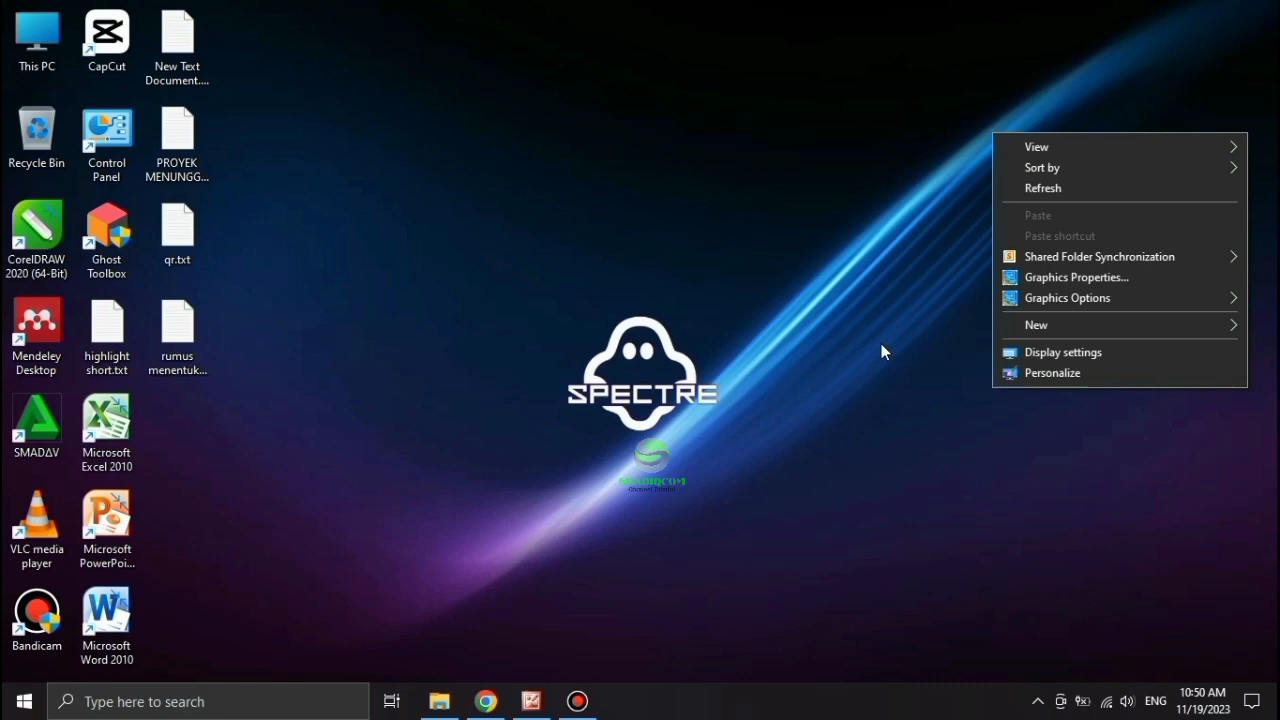 This PC
CapCut
New Text
Document....
Recycle Bin
Control
Panel
PROYEK
MENUNGG...
CorelDRAW
2020 (64-Bit)
Ghost
Toolbox
qr.txt
Mendeley
Desktop
highlight
short.txt
rumus
menentuk...
SMADΔV
Microsoft
Excel 2010
VLC media
player
Microsoft
PowerPoi...
Bandicam
Microsoft
Word 2010
SPECTRE
View
Sort by
Refresh
Paste
Paste shortcut
Shared Folder Synchronization
Graphics Properties...
Graphics Options
New
Display settings
Personalize
Type here to search
ENG
10:50 AM
11/19/2023